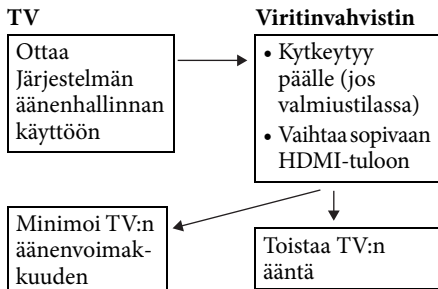 TV
Viritinvahvistin
Ottaa
Järjestelmän
äänenhallinnan
käyttöön
• Kytkeytyy
päälle (jos
valmiustilassa)
• Vaihtaa sopivaan
HDMI-tuloon
Minimoi TV:n
äänenvoimak-
kuuden
Toistaa TV:n
ääntä